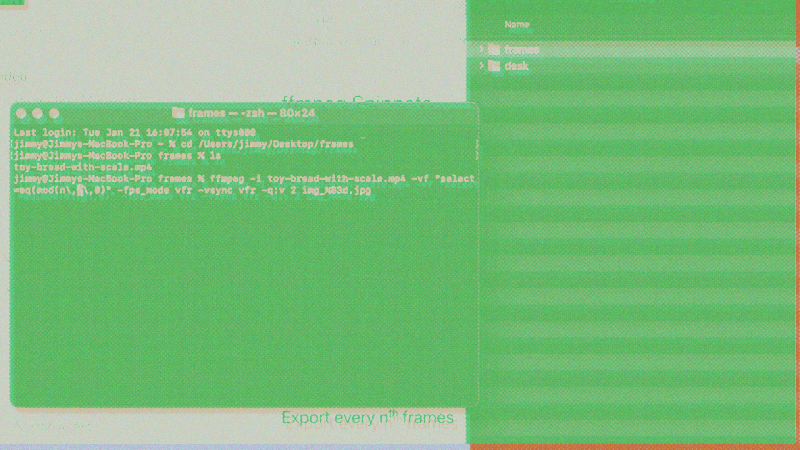 Name
frames
desk
ffmpeg Snippets
frames — -zsh — 80×24
Last login: Tue Jan 21 16:07:54 on ttys000
jimmy@Jimmys-MacBook-Pro ~ % cd /Users/jimmy/Desktop/frames
jimmy@Jimmys-MacBook-Pro frames % ls
toy-bread-with-scale.mp4
jimmy@Jimmys-MacBook-Pro frames % ffmpeg -i toy-bread-with-scale.mp4 -vf "select
=eq(mod(n\,\,0)" -fps_mode vfr -vsync vfr -q:v 2 img_%03d.jpg
Export every nth frames